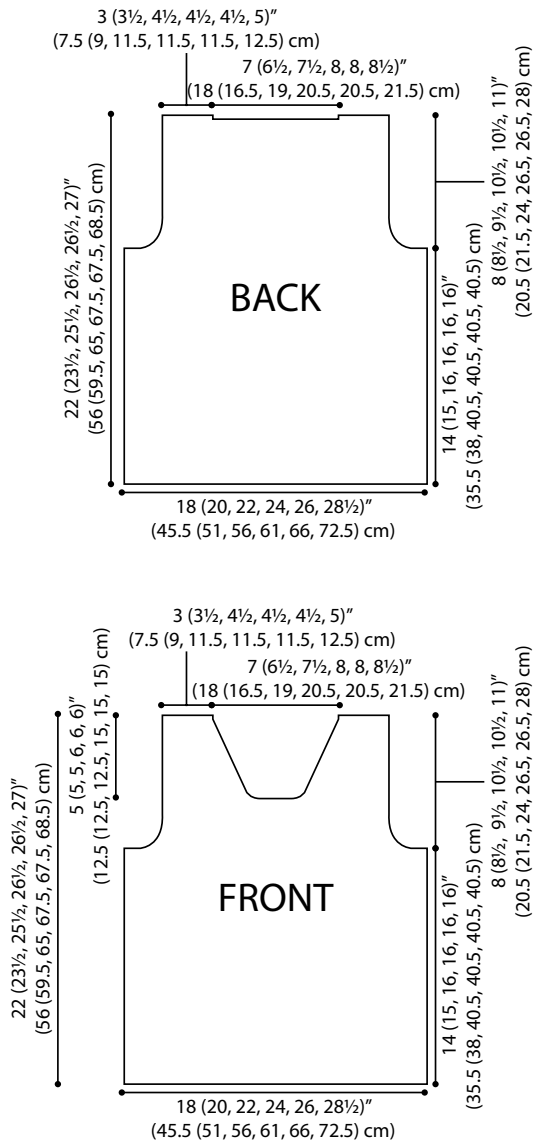 3 (3½, 4½, 4½, 4½, 5)”
(7.5 (9, 11.5, 11.5, 11.5, 12.5) cm)
7 (6½, 7½, 8, 8, 8½)”
(18 (16.5, 19, 20.5, 20.5, 21.5) cm)
22 (23½, 25½, 26½, 26½, 27)”
(56 (59.5, 65, 67.5, 67.5, 68.5) cm)
BACK
8 (8½, 9½, 10½, 10½, 11)”
(20.5 (21.5, 24, 26.5, 26.5, 28) cm)
14 (15, 16, 16, 16, 16)”
(35.5 (38, 40.5, 40.5, 40.5, 40.5) cm)
18 (20, 22, 24, 26, 28½)”
(45.5 (51, 56, 61, 66, 72.5) cm)
3 (3½, 4½, 4½, 4½, 5)”
(7.5 (9, 11.5, 11.5, 11.5, 12.5) cm)
7 (6½, 7½, 8, 8, 8½)”
(18 (16.5, 19, 20.5, 20.5, 21.5) cm)
22 (23½, 25½, 26½, 26½, 27)”
(56 (59.5, 65, 67.5, 67.5, 68.5) cm)
5 (5, 5, 6, 6, 6)”
(12.5 (12.5, 12.5, 15, 15, 15) cm)
FRONT
8 (8½, 9½, 10½, 10½, 11)”
(20.5 (21.5, 24, 26.5, 26.5, 28) cm)
14 (15, 16, 16, 16, 16)”
(35.5 (38, 40.5, 40.5, 40.5, 40.5) cm)
18 (20, 22, 24, 26, 28½)”
(45.5 (51, 56, 61, 66, 72.5) cm)